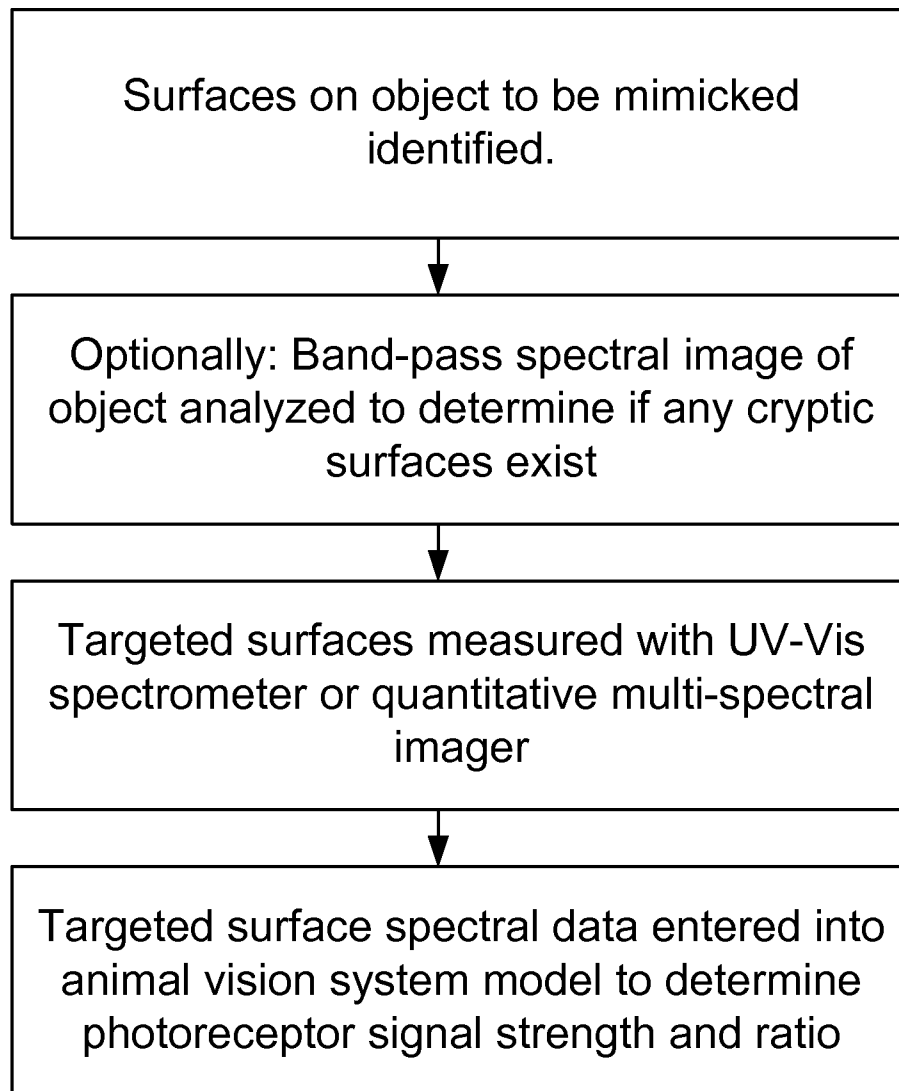 Surfaces on object to be mimicked
identified.
Optionally: Band-pass spectral image of
object analyzed to determine if any cryptic
surfaces exist
Targeted surfaces measured with UV-Vis
spectrometer or quantitative multi-spectral
imager
Targeted surface spectral data entered into
animal vision system model to determine
photoreceptor signal strength and ratio